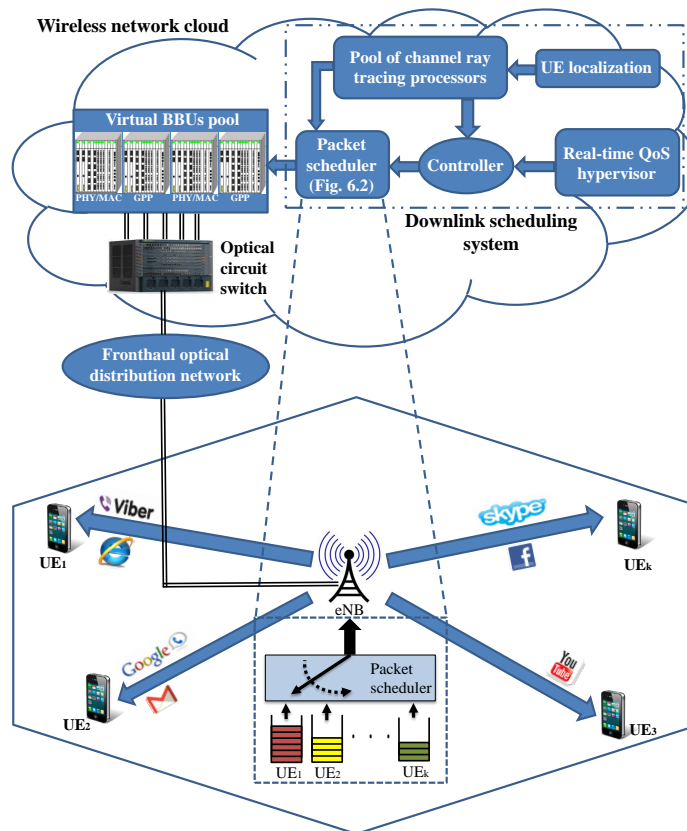 Wireless network cloud
Pool of channel ray
tracing processors
UE localization
Virtual BBUs pool
PHY/MAC GPP PHY/MAC GPP
Packet
scheduler
(Fig. 6.2)
Controller
Real-time QoS
hypervisor
Downlink scheduling
system
Optical
circuit
switch
Fronthaul optical
distribution network
Viber
skype
UE1
UEk
eNB
Google
You
Tube
Packet
scheduler
UE2
UE3
UE1 UE2 . . . . UEk